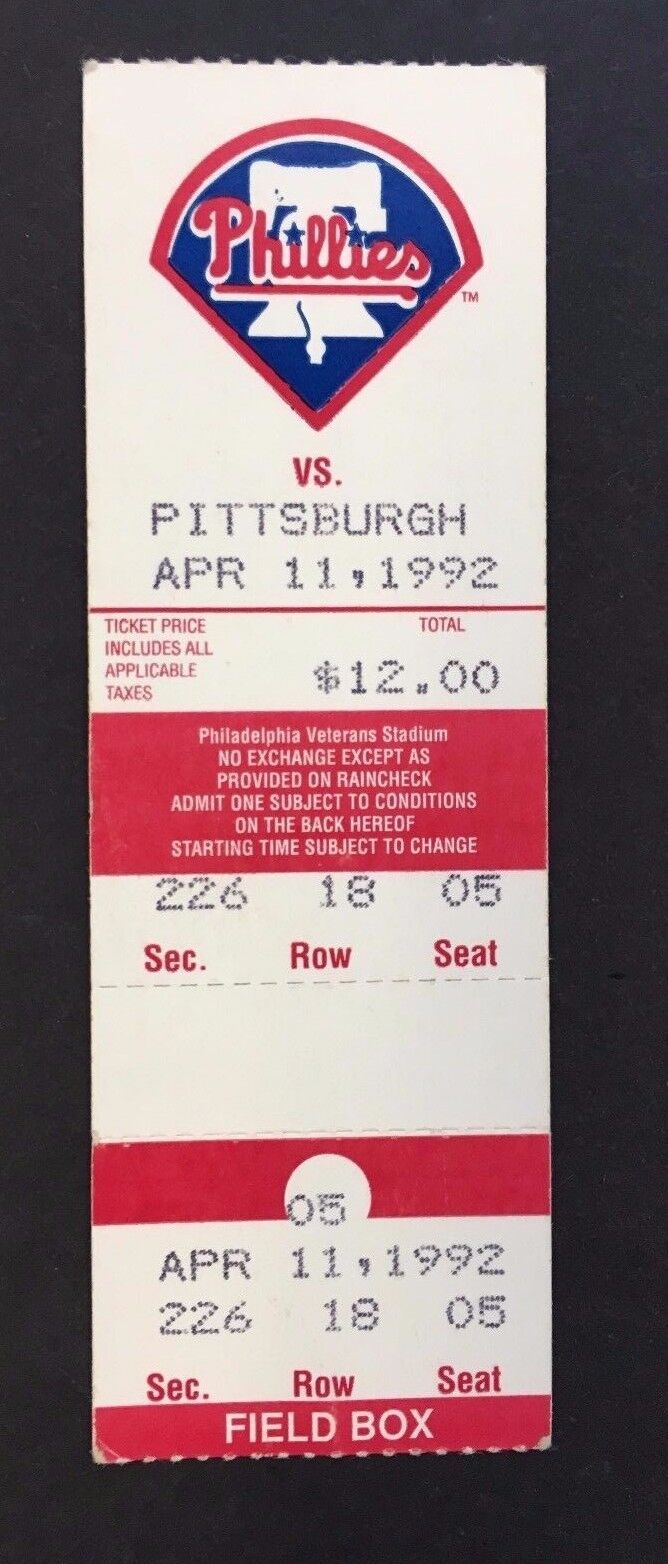 Phillies
TM
VS.
PITTSBURGH
APR 11,1992
TICKET PRICE
INCLUDES ALL
APPLICABLE
TAXES
TOTAL
$12.00
Philadelphia Veterans Stadium
NO EXCHANGE EXCEPT AS
PROVIDED ON RAINCHECK
ADMIT ONE SUBJECT TO CONDITIONS
ON THE BACK HEREOF
STARTING TIME SUBJECT TO CHANGE
226 18 05
Sec. Row Seat
05
APR 11,1992
226 18 05
Sec. Row Seat
FIELD BOX